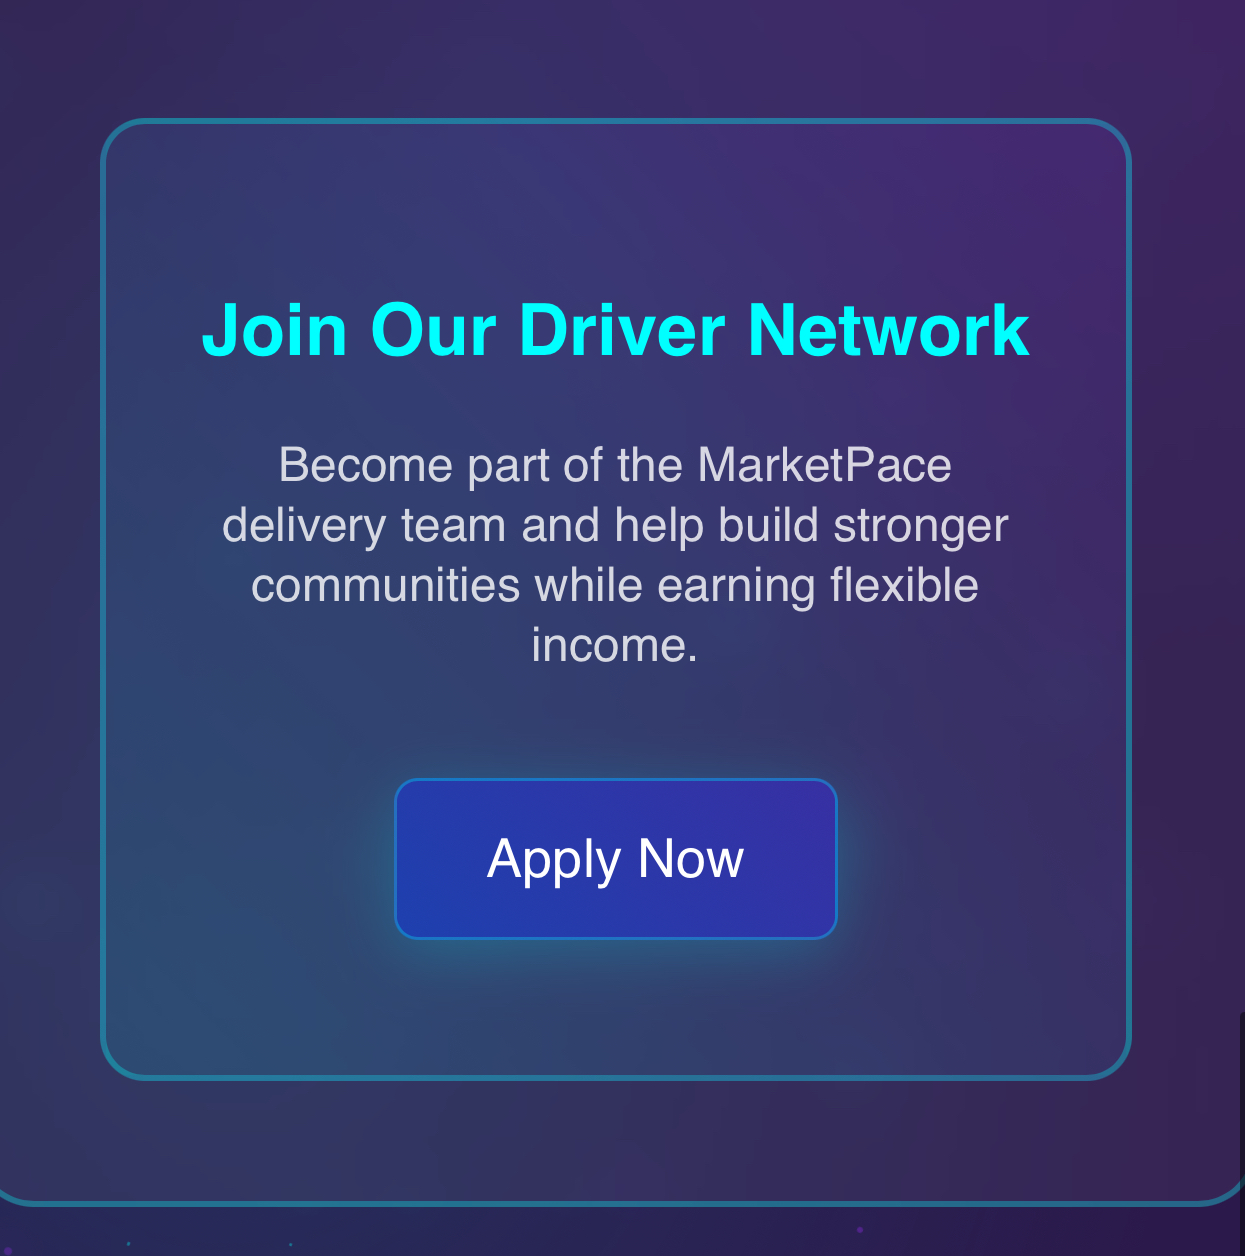 Join Our Driver Network
Become part of the MarketPace
delivery team and help build stronger
communities while earning flexible
income.
Apply Now